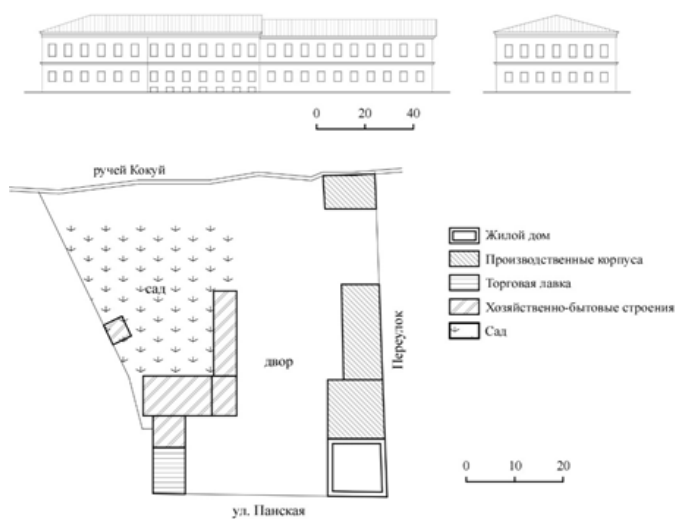 0 20 40
ручей Кокуй
Жилой дом
Производственные корпуса
Торговая лавка
Хозяйственно-бытовые строения
Сад
сад
двор
Переулок
0 10 20
ул. Панская